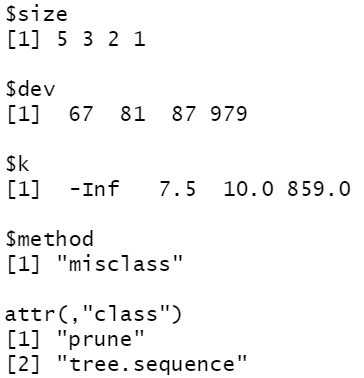 $size
[1] 5 3 2 1
$dev
[1]  67  81  87 979
$k
[1]  -Inf   7.5  10.0 859.0
$method
[1] "misclass"
attr(,"class")
[1] "prune"
[2] "tree.sequence"